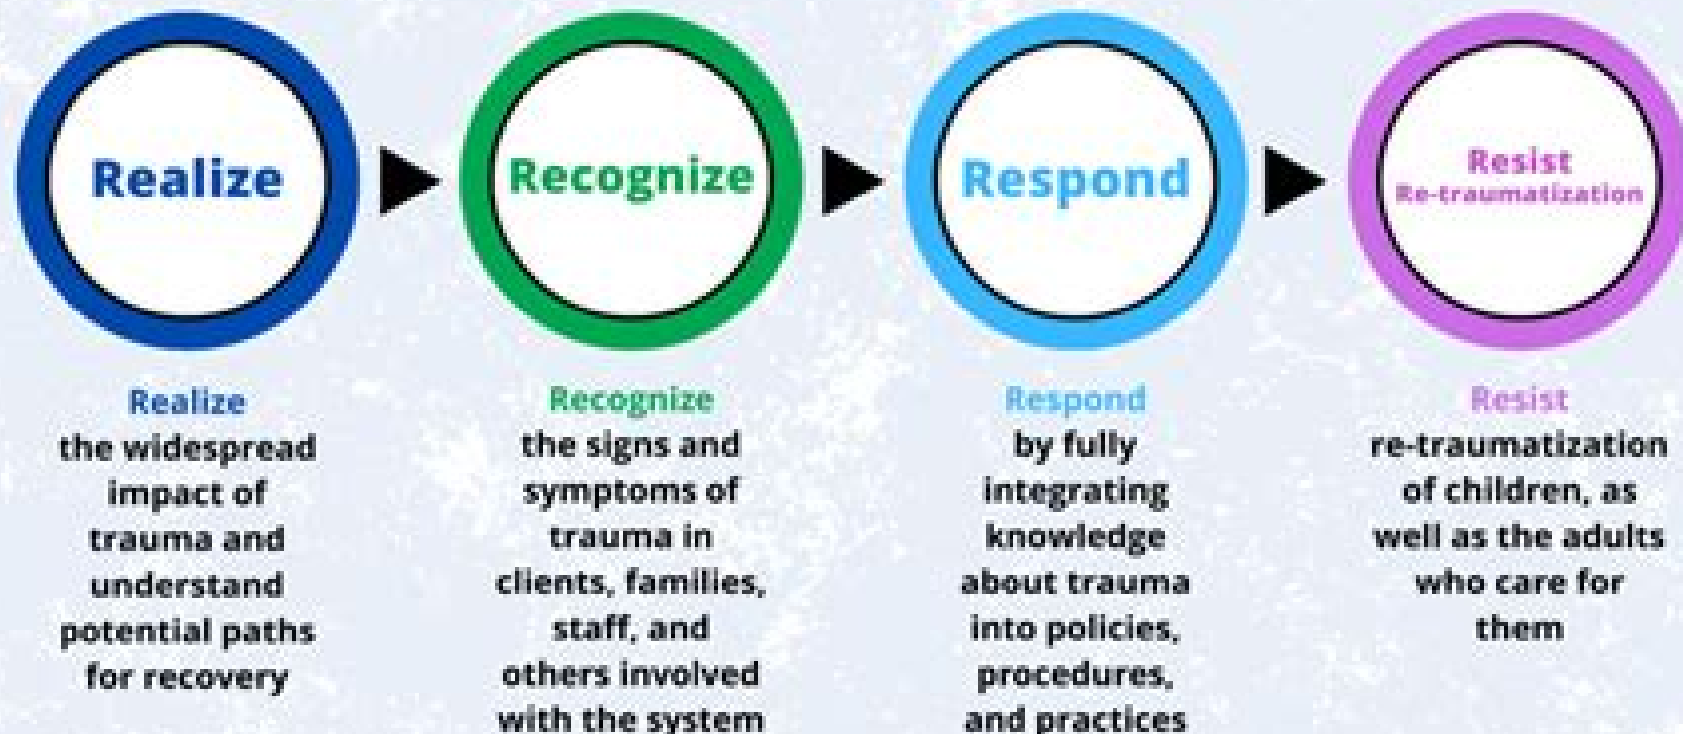 Realize
Recognize
Respond
Resist
Re-traumatization
Realize
the widespread
impact of
trauma and
understand
potential paths
for recovery
Recognize
the signs and
symptoms of
trauma in
clients, families,
staff, and
others involved
with the system
Respond
by fully
integrating
knowledge
about trauma
into policies,
procedures,
and practices
Resist
re-traumatization
of children, as
well as the adults
who care for
them